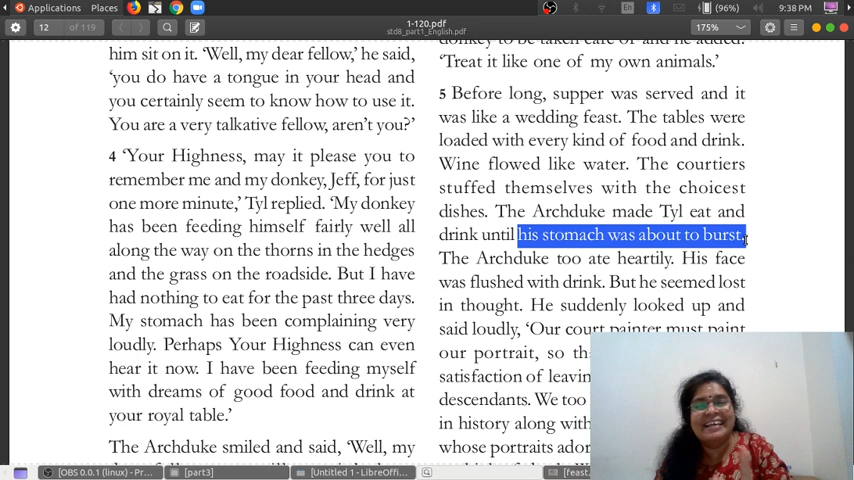 Applications Places En (96%) 9:38 PM
12 of 119 1-120.pdf 175%
std8_part1_English.pdf
him sit on it. ‘Well, my dear fellow,’ he said,
‘you do have a tongue in your head and
you certainly seem to know how to use it.
You are a very talkative fellow, aren’t you?’
4 ‘Your Highness, may it please you to
remember me and my donkey, Jeff, for just
one more minute,’ Tyl replied. ‘My donkey
has been feeding himself fairly well all
along the way on the thorns in the hedges
and the grass on the roadside. But I have
had nothing to eat for the past three days.
My stomach has been complaining very
loudly. Perhaps Your Highness can even
hear it now. I have been feeding myself
with dreams of good food and drink at
your royal table.’
The Archduke smiled and said, ‘Well, my
donkey to be taken care of and he added:
‘Treat it like one of my own animals.’
5 Before long, supper was served and it
was like a wedding feast. The tables were
loaded with every kind of food and drink.
Wine flowed like water. The courtiers
stuffed themselves with the choicest
dishes. The Archduke made Tyl eat and
drink until his stomach was about to burst.
The Archduke too ate heartily. His face
was flushed with drink. But he seemed lost
in thought. He suddenly looked up and
said loudly, ‘Our court painter must paint
our portrait, so
satisfaction of
descendants. We too
in history along with
whose portraits
[OBS 0.0.1 (linux) - Pr... [part3] [Untitled 1 - LibreOffi... [feast.